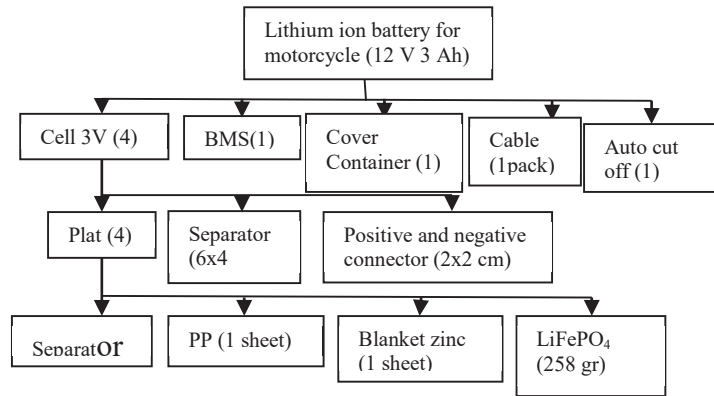 Lithium ion battery for
motorcycle (12 V 3 Ah)
Cell 3V (4)
BMS(1)
Cover
Container (1)
Cable
(1pack)
Auto cut
off (1)
Plat (4)
Separator
(6x4
Positive and negative
connector (2x2 cm)
Separator
PP (1 sheet)
Blanket zinc
(1 sheet)
LiFePO₄
(258 gr)